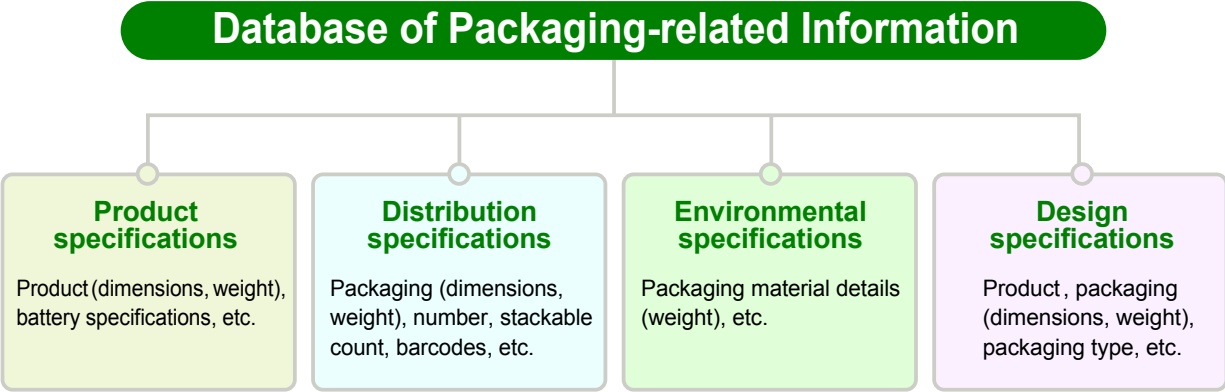 Database of Packaging-related Information
Product
specifications
Product (dimensions, weight),
battery specifications, etc.
Distribution
specifications
Packaging (dimensions,
weight), number, stackable
count, barcodes, etc.
Environmental
specifications
Packaging material details
(weight), etc.
Design
specifications
Product , packaging
(dimensions, weight),
packaging type, etc.